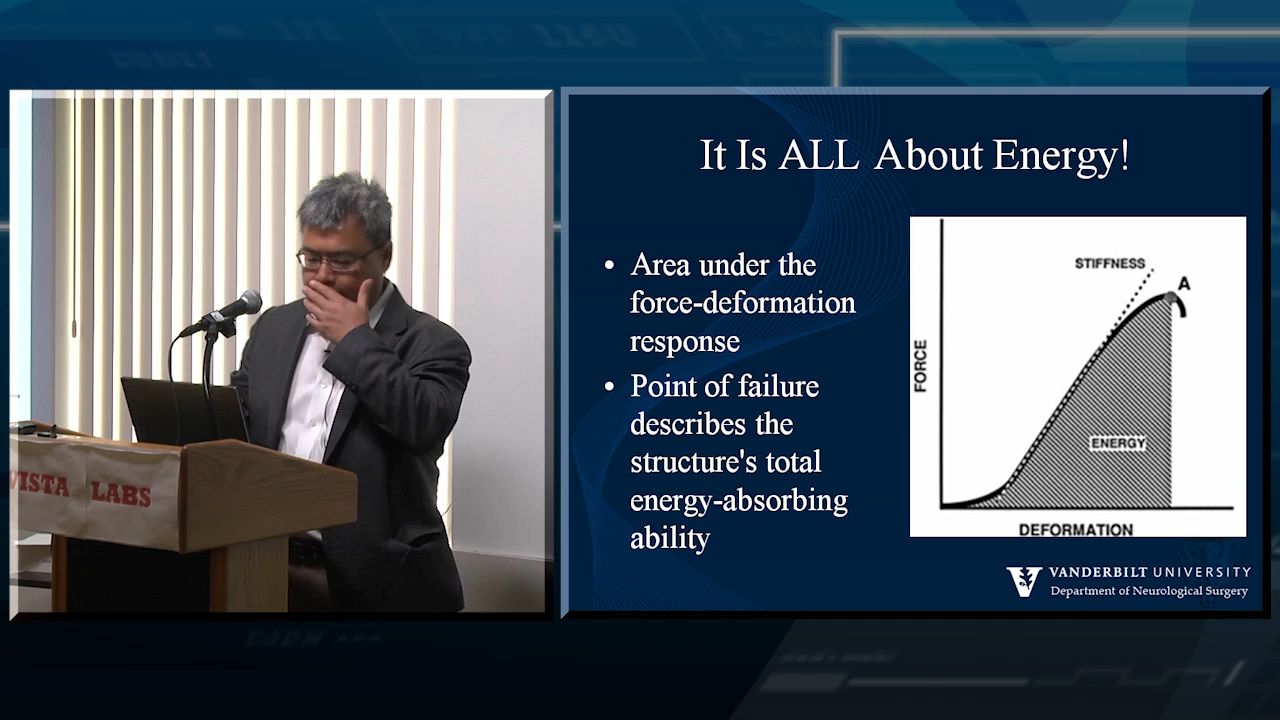 It Is ALL About Energy!
• Area under the
force-deformation
response
• Point of failure
describes the
structure's total
energy-absorbing
ability
STIFFNESS
A
FORCE
ENERGY
DEFORMATION
VANDERBILT UNIVERSITY
Department of Neurological Surgery
VISTA LABS